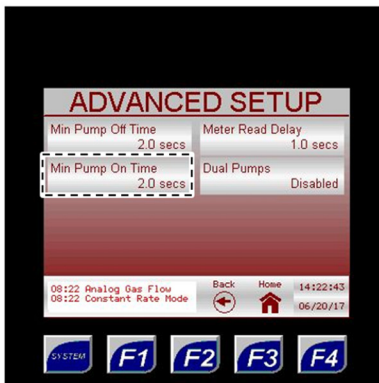 ADVANCED SETUP
Min Pump Off Time
2.0 secs
Meter Read Delay
1.0 secs
Min Pump On Time
2.0 secs
Dual Pumps
Disabled
08:22 Analog Gas Flow
08:22 Constant Rate Mode
Back
Home
14:22:43
06/20/17
SYSTEM
F1
F2
F3
F4